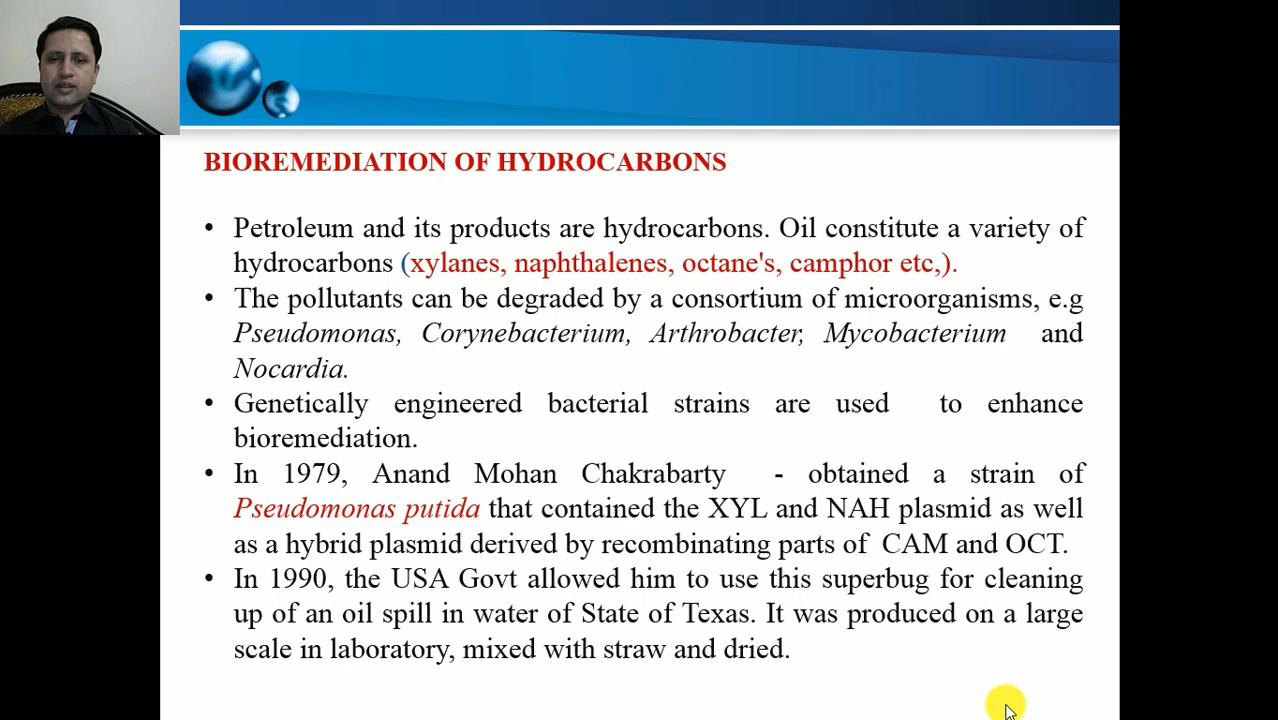 BIOREMEDIATION OF HYDROCARBONS
• Petroleum and its products are hydrocarbons. Oil constitute a variety of
hydrocarbons (xylanes, naphthalenes, octane's, camphor etc,).
• The pollutants can be degraded by a consortium of microorganisms, e.g
Pseudomonas, Corynebacterium, Arthrobacter, Mycobacterium and
Nocardia.
• Genetically engineered bacterial strains are used to enhance
bioremediation.
• In 1979, Anand Mohan Chakrabarty - obtained a strain of
Pseudomonas putida that contained the XYL and NAH plasmid as well
as a hybrid plasmid derived by recombinating parts of CAM and OCT.
• In 1990, the USA Govt allowed him to use this superbug for cleaning
up of an oil spill in water of State of Texas. It was produced on a large
scale in laboratory, mixed with straw and dried.